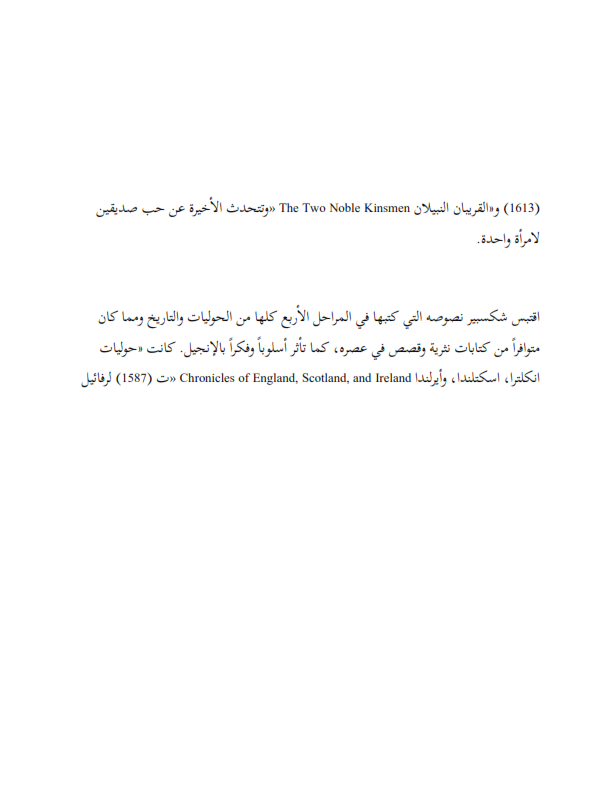 (1613) و«القريبان النبيلان The Two Noble Kinsmen «وتتحدث الأخيرة عن حب صديقين
لامرأة واحدة.
اقتبس شكسبير نصوصه التي كتبها في المراحل الأربع كلها من الحوليات والتاريخ ومما كان
متوافراً من كتابات نثرية وقصص في عصره، كما تأثر أسلوباً وفكراً بالإنجيل. كانت «حوليات
انكلترا، اسكتلندا، وأيرلندا Chronicles of England, Scotland, and Ireland «ت (1587) لرفائيل